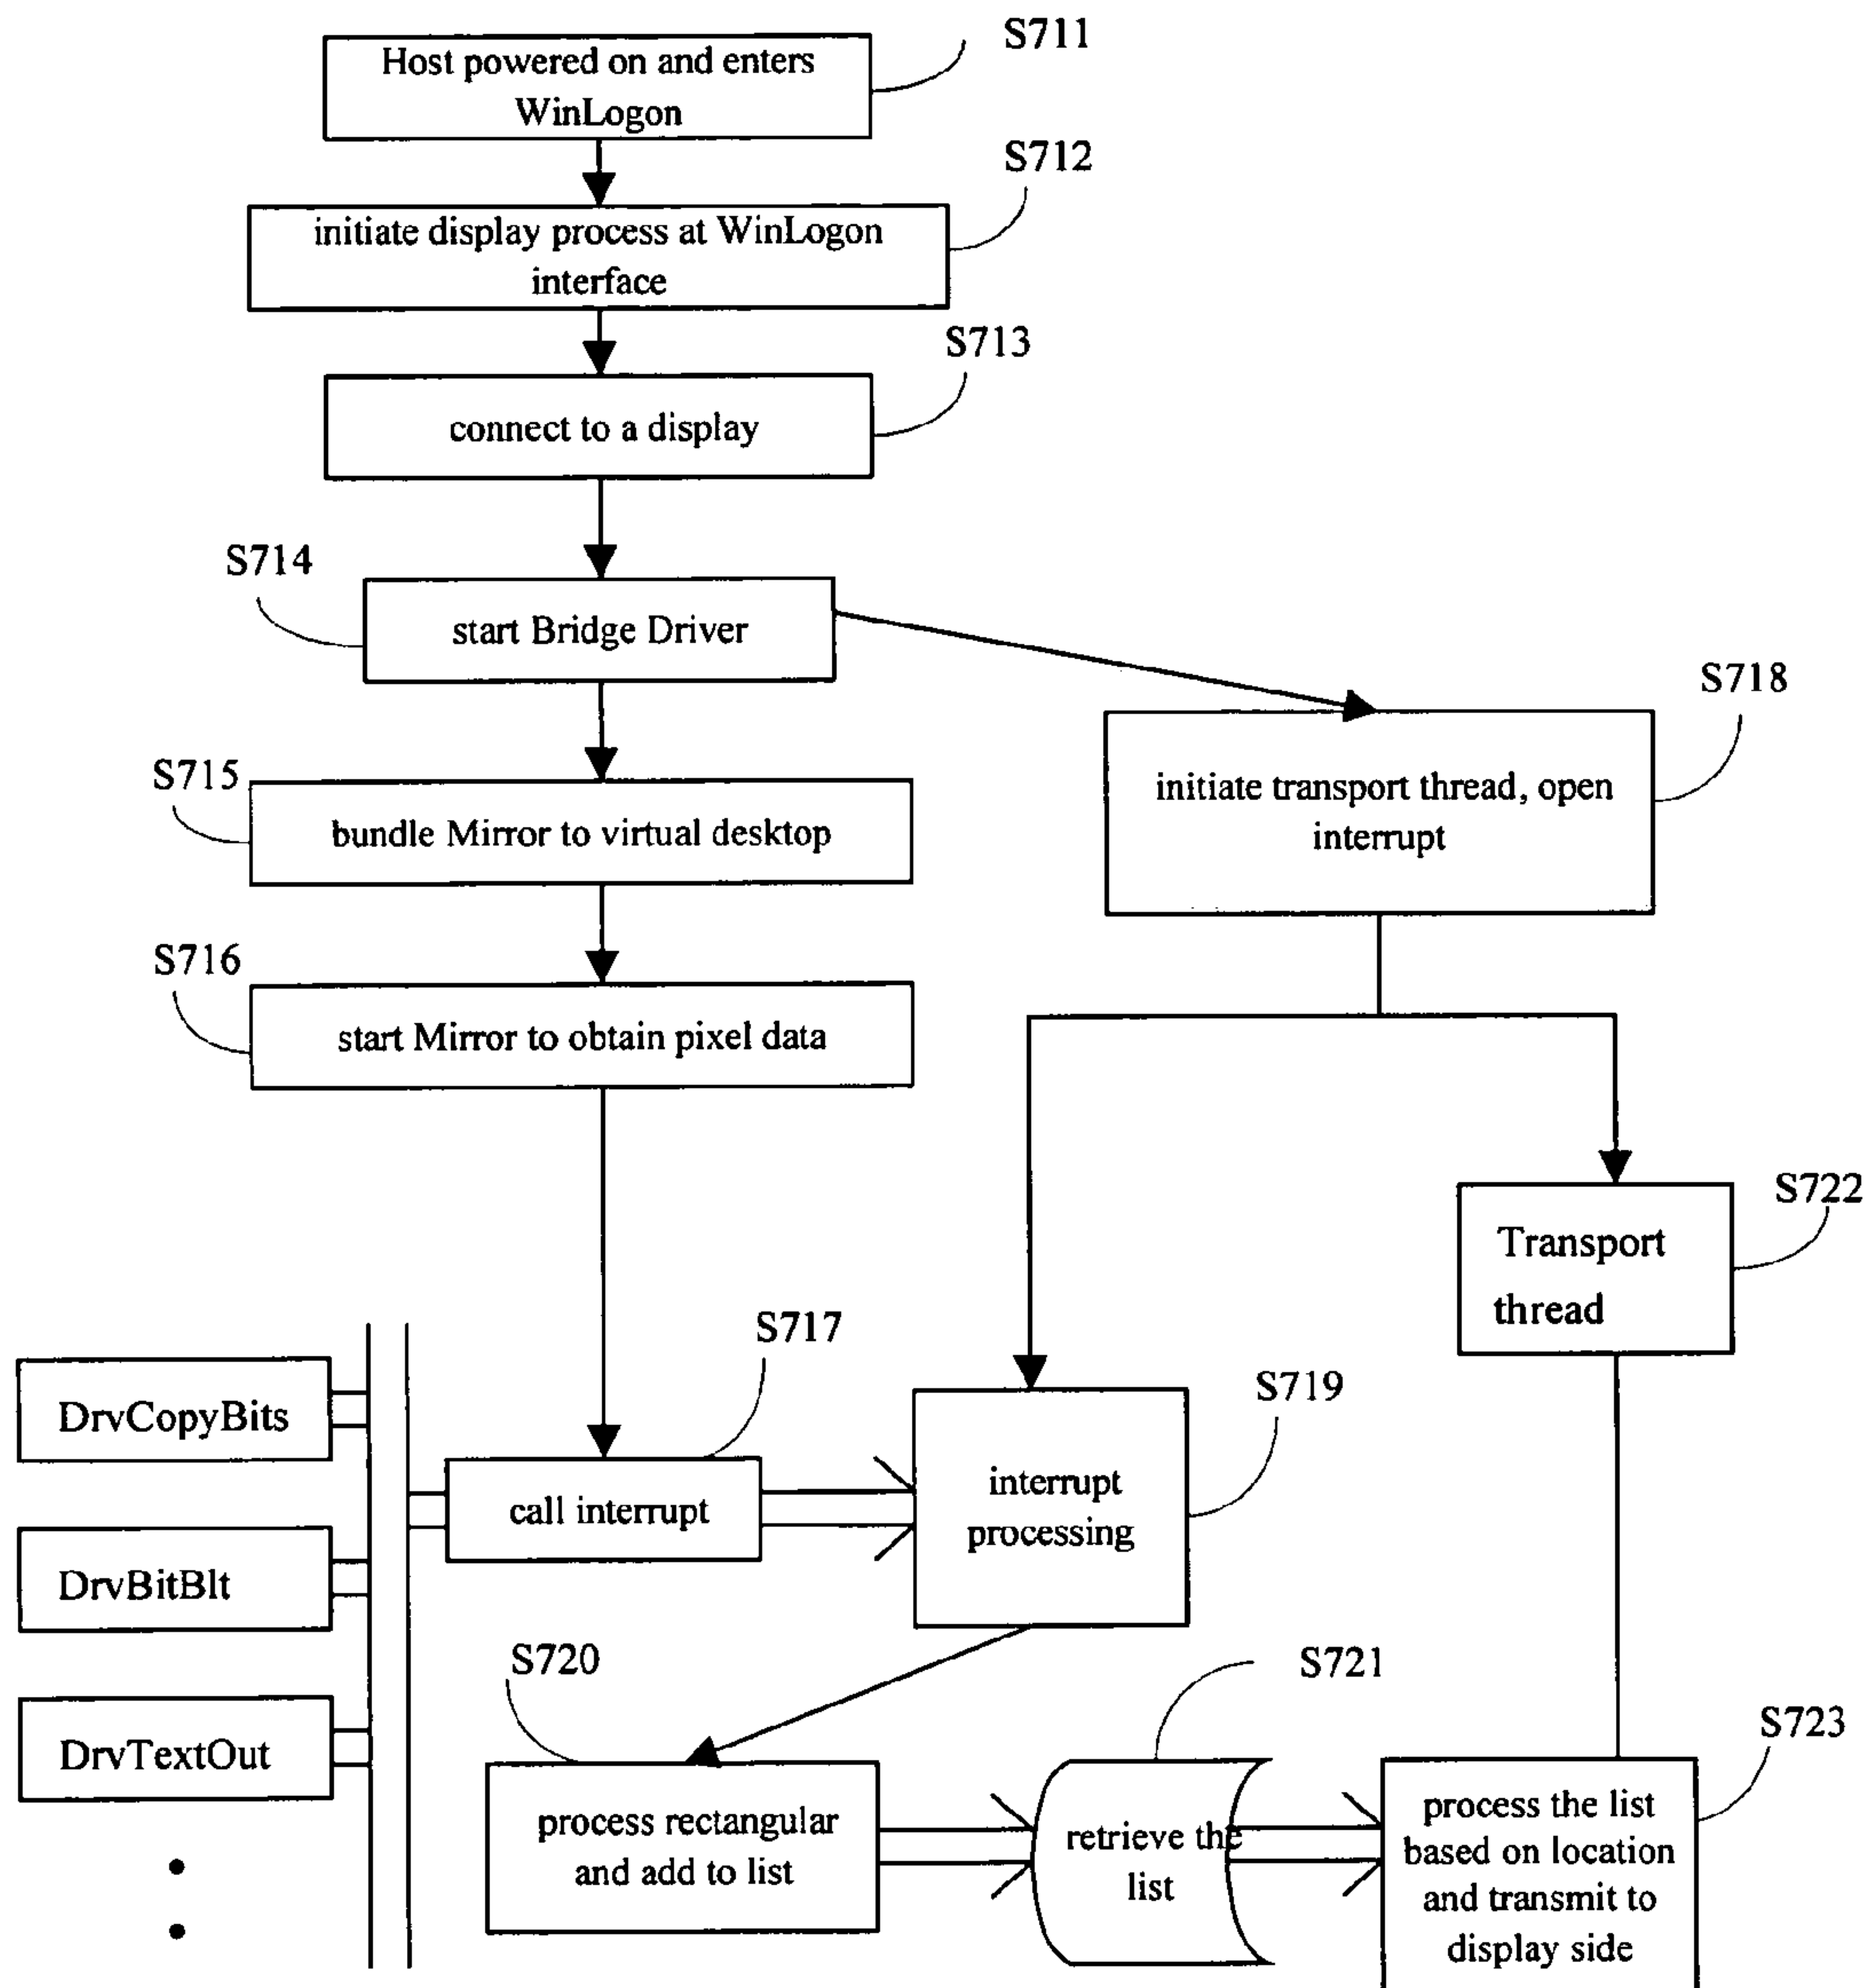 S711
Host powered on and enters
WinLogon
S712
initiate display process at WinLogon
interface
S713
connect to a display
S714
start Bridge Driver
S718
initiate transport thread, open
interrupt
S715
bundle Mirror to virtual desktop
S716
start Mirror to obtain pixel data
S722
Transport
thread
S717
call interrupt
S719
interrupt
processing
DrvCopyBits
DrvBitBlt
DrvTextOut
S720
process rectangular
and add to list
S721
retrieve the
list
S723
process the list
based on location
and transmit to
display side